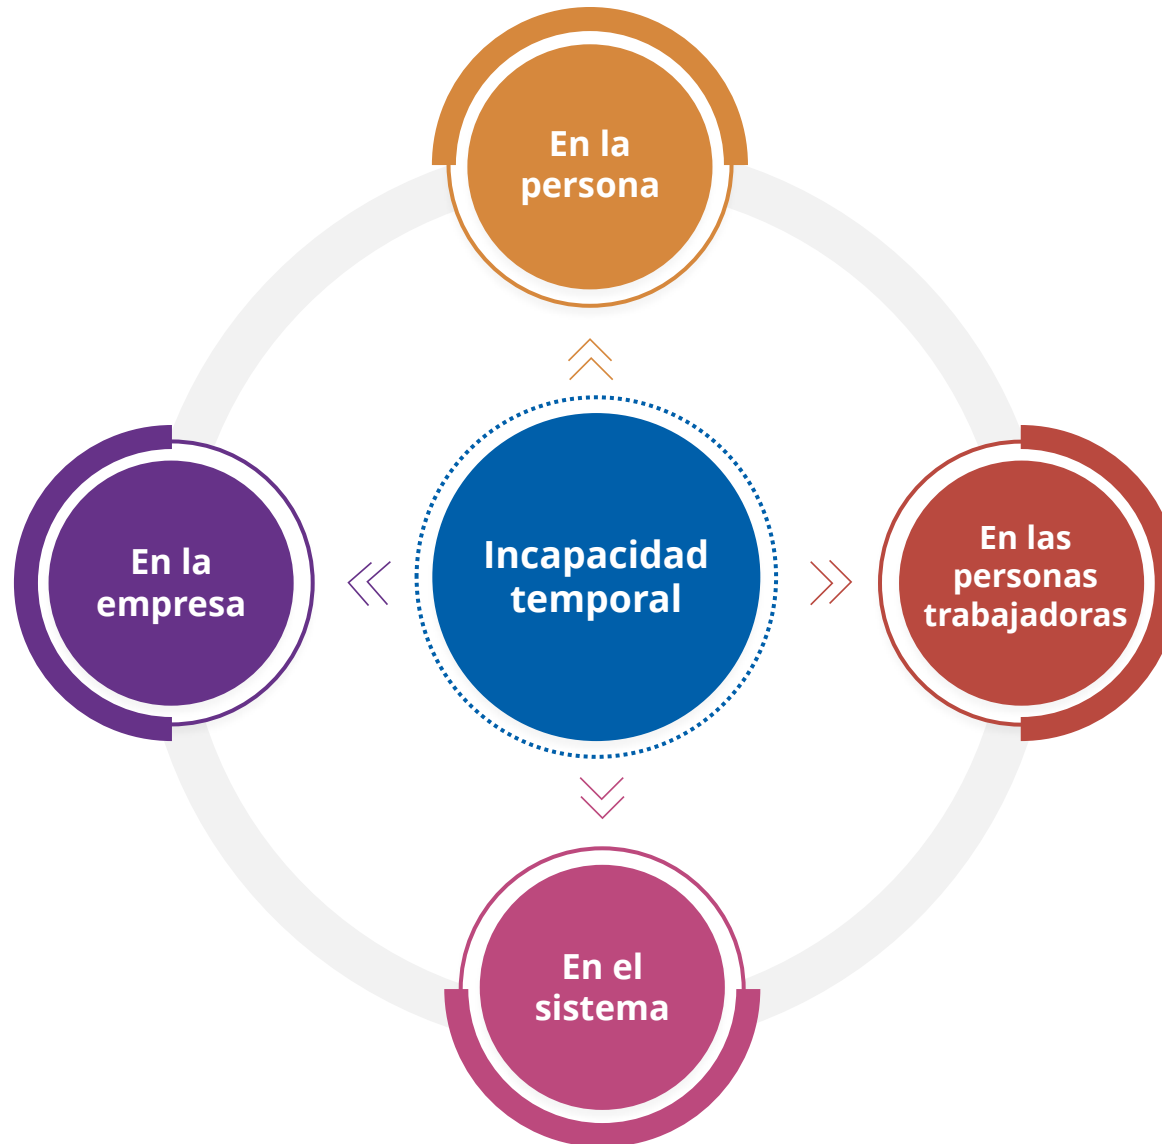 En la
persona
En la
empresa
Incapacidad
temporal
En las
personas
trabajadoras
En el
sistema